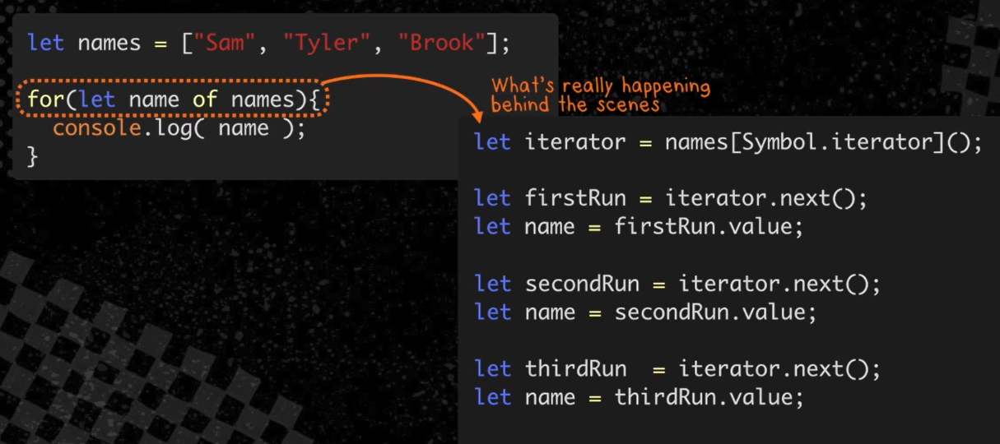 let names = ["Sam", "Tyler", "Brook"];
for(let name of names){
console.log( name );
}
What's really happening
behind the scenes
let iterator = names[Symbol.iterator]();
let firstRun = iterator.next();
let name = firstRun.value;
let secondRun = iterator.next();
let name = secondRun.value;
let thirdRun  = iterator.next();
let name = thirdRun.value;